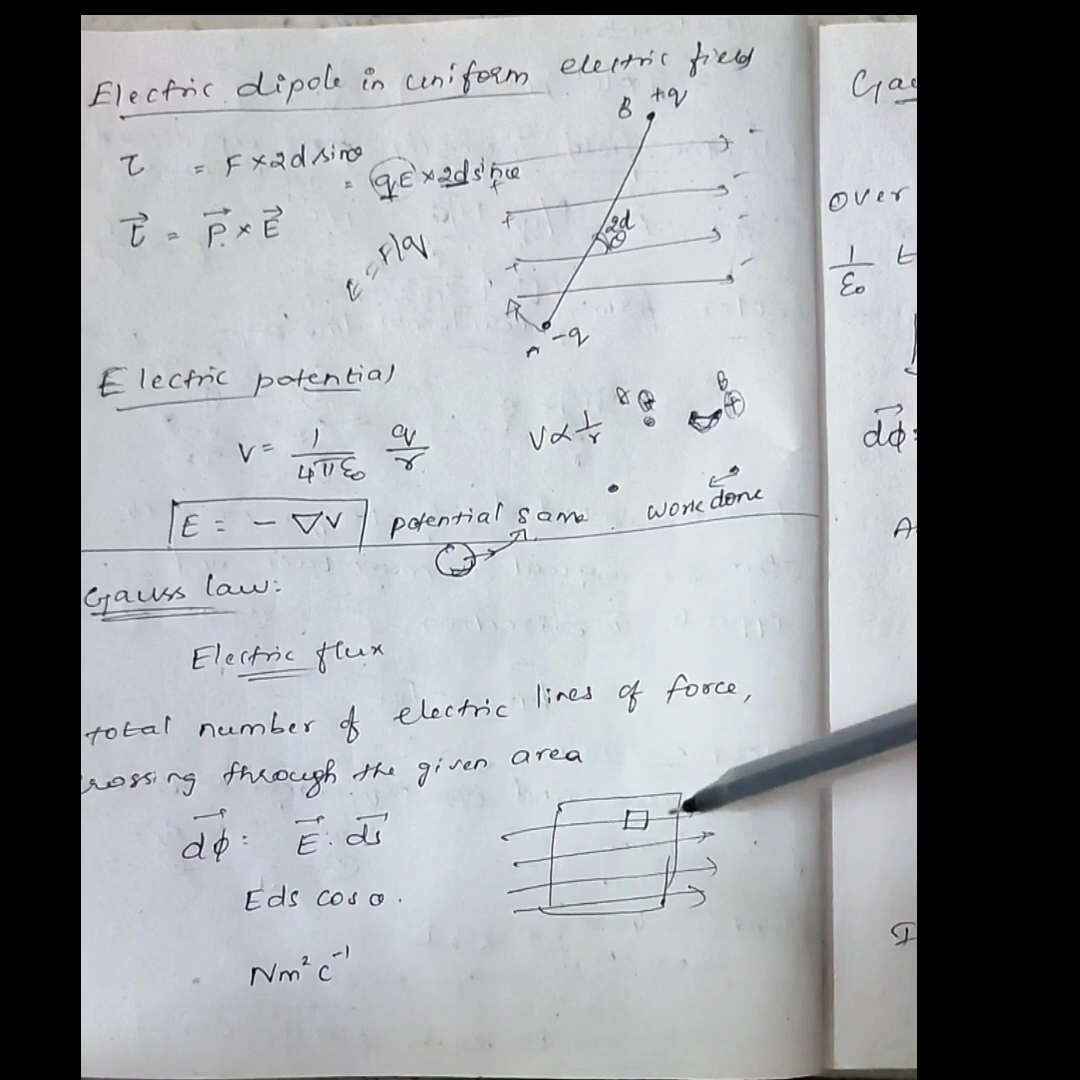 Electric dipole in uniform electric field
B +q
τ = F × 2d sinθ
= qE × 2d sinθ
τ⃗ = P⃗ × E⃗
E = F/q
2d
θ
A -q
Electric potential
V = 1/4πε₀ q/r
V ∝ 1/r
B
E = - ∇V potential same. work done
Gauss law:
Electric flux
total number of electric lines of force,
rossing through the given area
dϕ⃗ = E⃗. ds⃗
Eds cosθ.
Nm² C⁻¹
Gau
over
1/ε₀ t
dϕ⃗ =
A
I